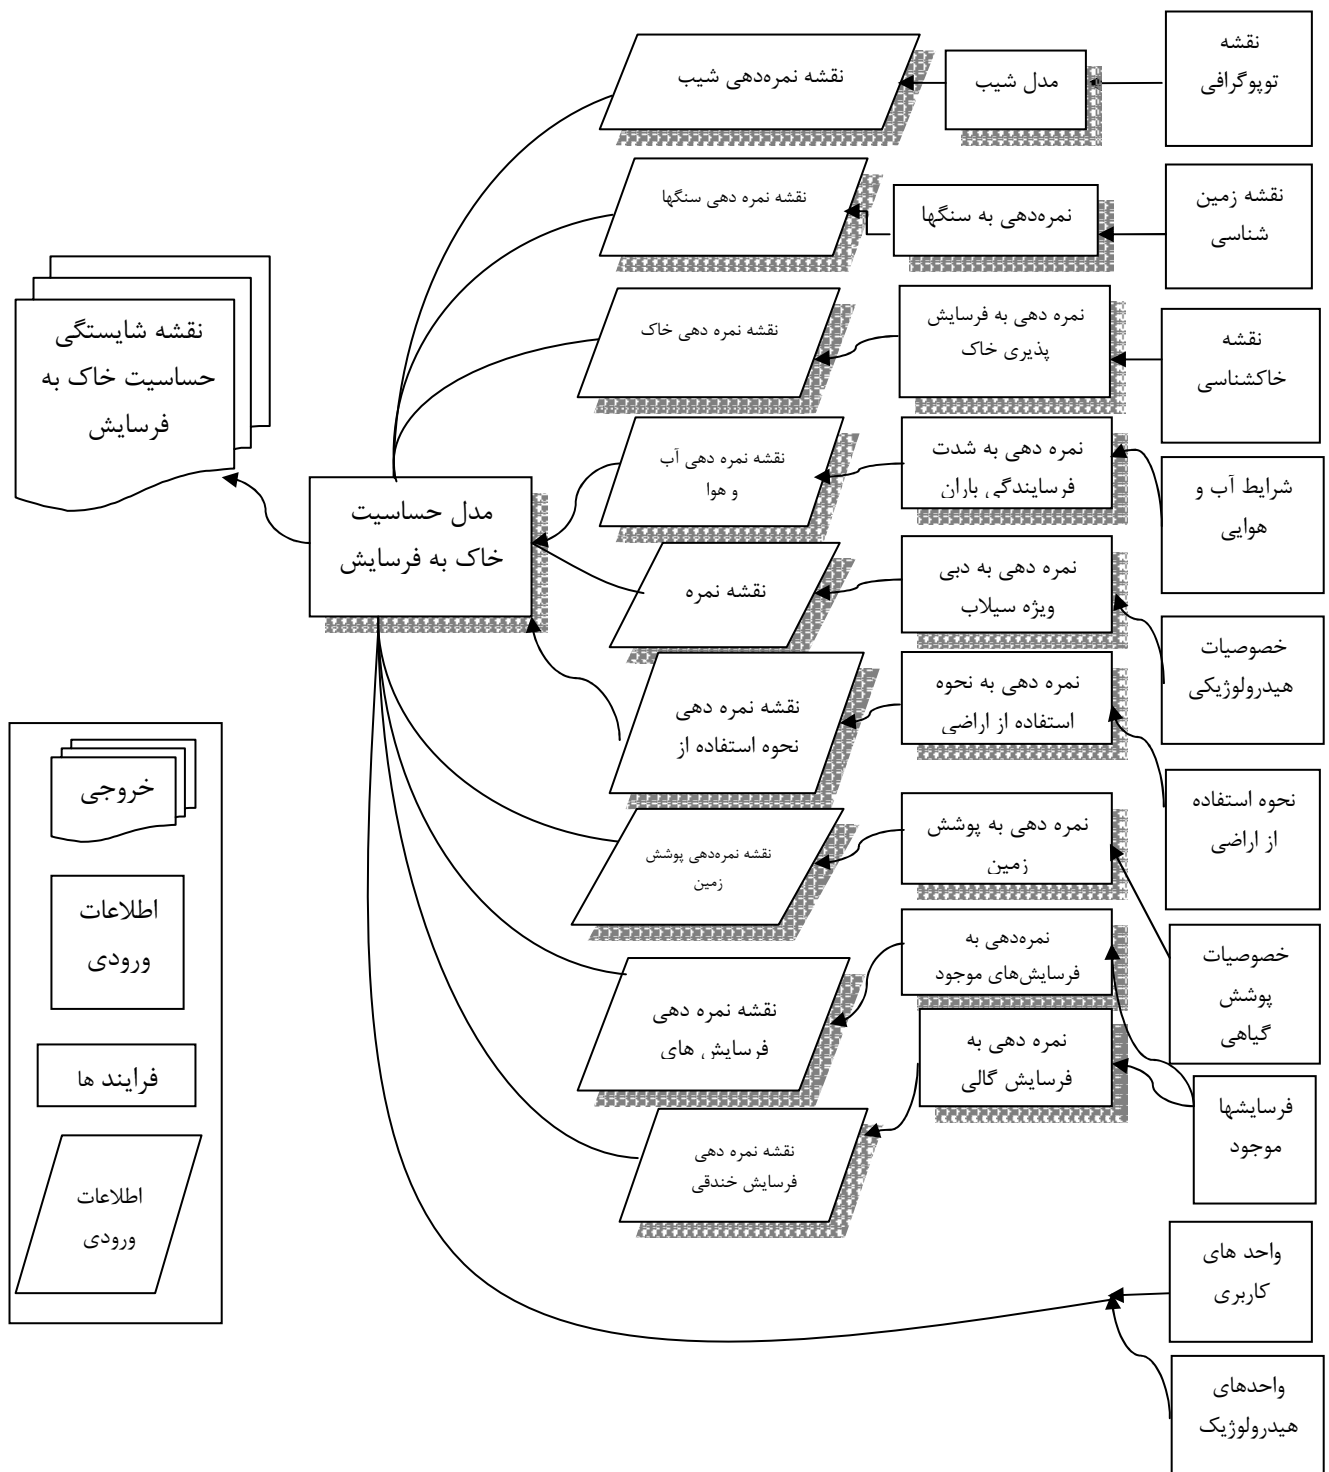 نقشه
توپوگرافی
مدل شیب
نقشه نمره‌دهی شیب
نقشه زمین
شناسی
نمره‌دهی به سنگها
نقشه نمره دهی سنگها
نقشه
خاکشناسی
نمره دهی به فرسایش
پذیری خاک
نقشه نمره دهی خاک
شرایط آب و
هوایی
نمره دهی به شدت
فرسایندگی باران
نقشه نمره دهی آب
و هوا
خصوصیات
هیدرولوژیکی
نمره دهی به دبی
ویژه سیلاب
نقشه نمره
نحوه استفاده
از اراضی
نمره دهی به نحوه
استفاده از اراضی
نقشه نمره دهی
نحوه استفاده از
خصوصیات
پوشش
گیاهی
نمره دهی به پوشش
زمین
نقشه نمره‌دهی پوشش
زمین
فرسایشها
موجود
نمره‌دهی به
فرسایش‌های موجود
نقشه نمره دهی
فرسایش های
نمره دهی به
فرسایش گالی
نقشه نمره دهی
فرسایش خندقی
واحد های
کاربری
واحدهای
هیدرولوژیک
مدل حساسیت
خاک به فرسایش
نقشه شایستگی
حساسیت خاک به
فرسایش
خروجی
اطلاعات
ورودی
فرایند ها
اطلاعات
ورودی